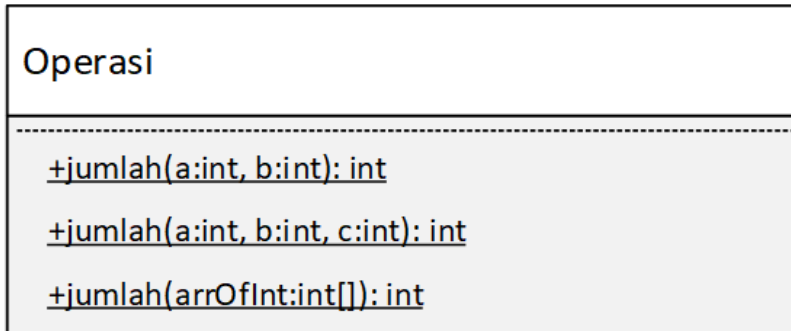 Operasi
+jumlah(a:int, b:int): int
+jumlah(a:int, b:int, c:int): int
+jumlah(arrOfInt:int[]): int